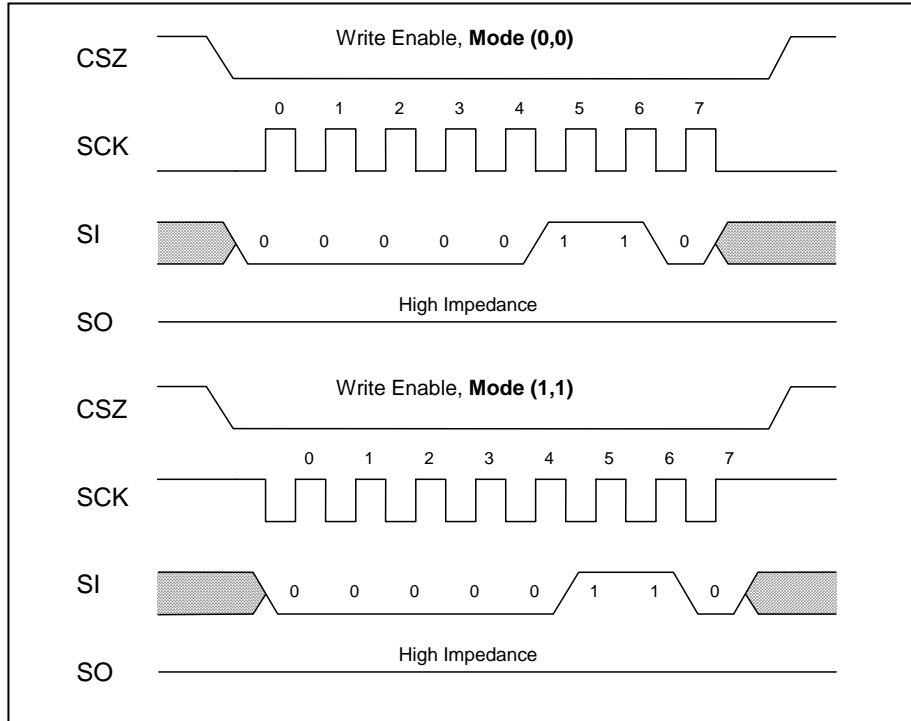 Write Enable, Mode (0,0)
CSZ
0 1 2 3 4 5 6 7
SCK
SI
0 0 0 0 0 1 1 0
High Impedance
SO
Write Enable, Mode (1,1)
CSZ
0 1 2 3 4 5 6 7
SCK
SI
0 0 0 0 0 1 1 0
High Impedance
SO